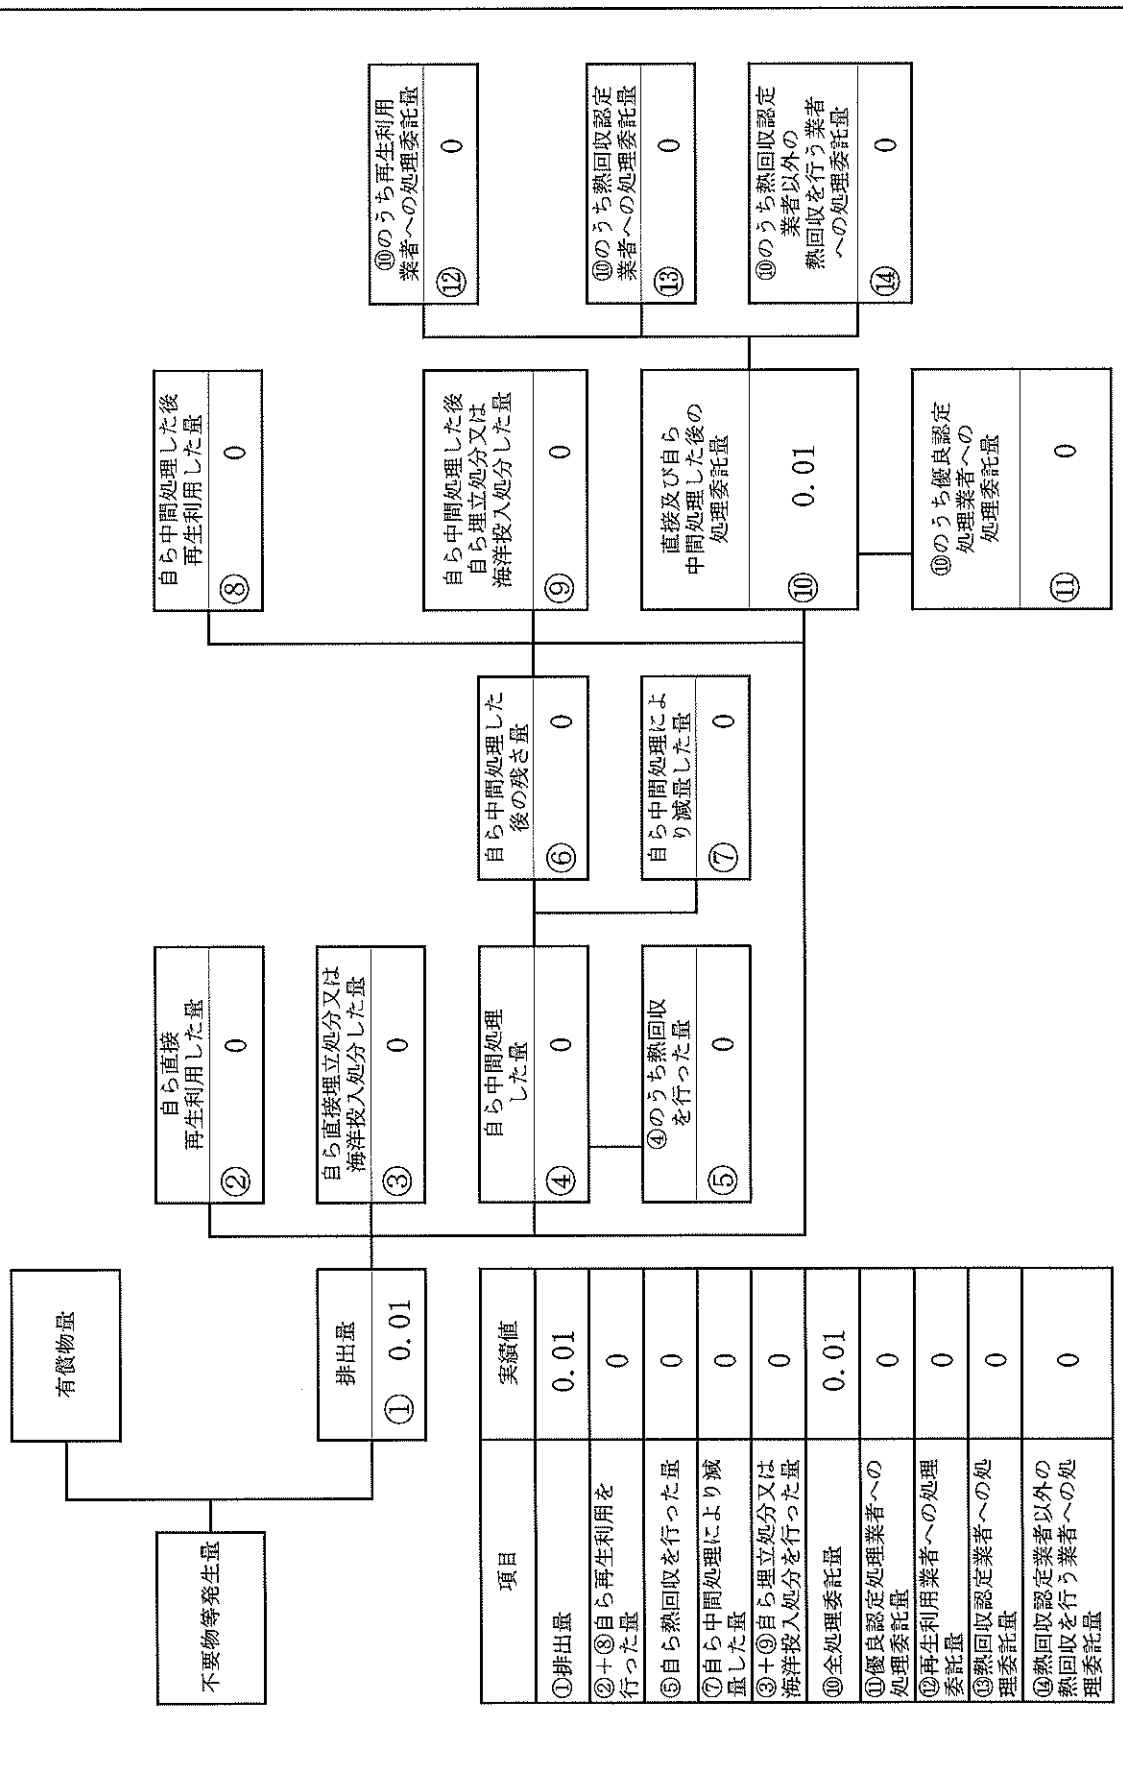 不要物等発生量
有償物量
排出量
① 0.01
自ら直接
再生利用した量
② 0
自ら直接埋立処分又は
海洋投入処分した量
③ 0
自ら中間処理
した量
④ 0
④のうち熱回収
を行った量
⑤ 0
自ら中間処理した
後の残さ量
⑥ 0
自ら中間処理によ
り減量した量
⑦ 0
自ら中間処理した後
再生利用した量
⑧ 0
自ら中間処理した後
自ら埋立処分又は
海洋投入処分した量
⑨ 0
直接及び自ら
中間処理した後の
処理委託量
⑩ 0.01
⑩のうち優良認定
処理業者への
処理委託量
⑪ 0
⑩のうち再生利用
業者への処理委託量
⑫ 0
⑩のうち熱回収認定
業者への処理委託量
⑬ 0
⑩のうち熱回収認定
業者以外の
熱回収を行う業者
への処理委託量
⑭ 0
項目 実績値
①排出量 0.01
②+⑧自ら再生利用を
行った量 0
⑤自ら熱回収を行った量 0
⑦自ら中間処理により減
量した量 0
③+⑨自ら埋立処分又は
海洋投入処分を行った量 0
⑩全処理委託量 0.01
⑪優良認定処理業者への
処理委託量 0
⑫再生利用業者への処理
委託量 0
⑬熱回収認定業者への処
理委託量 0
⑭熱回収認定業者以外の
熱回収を行う業者への処
理委託量 0